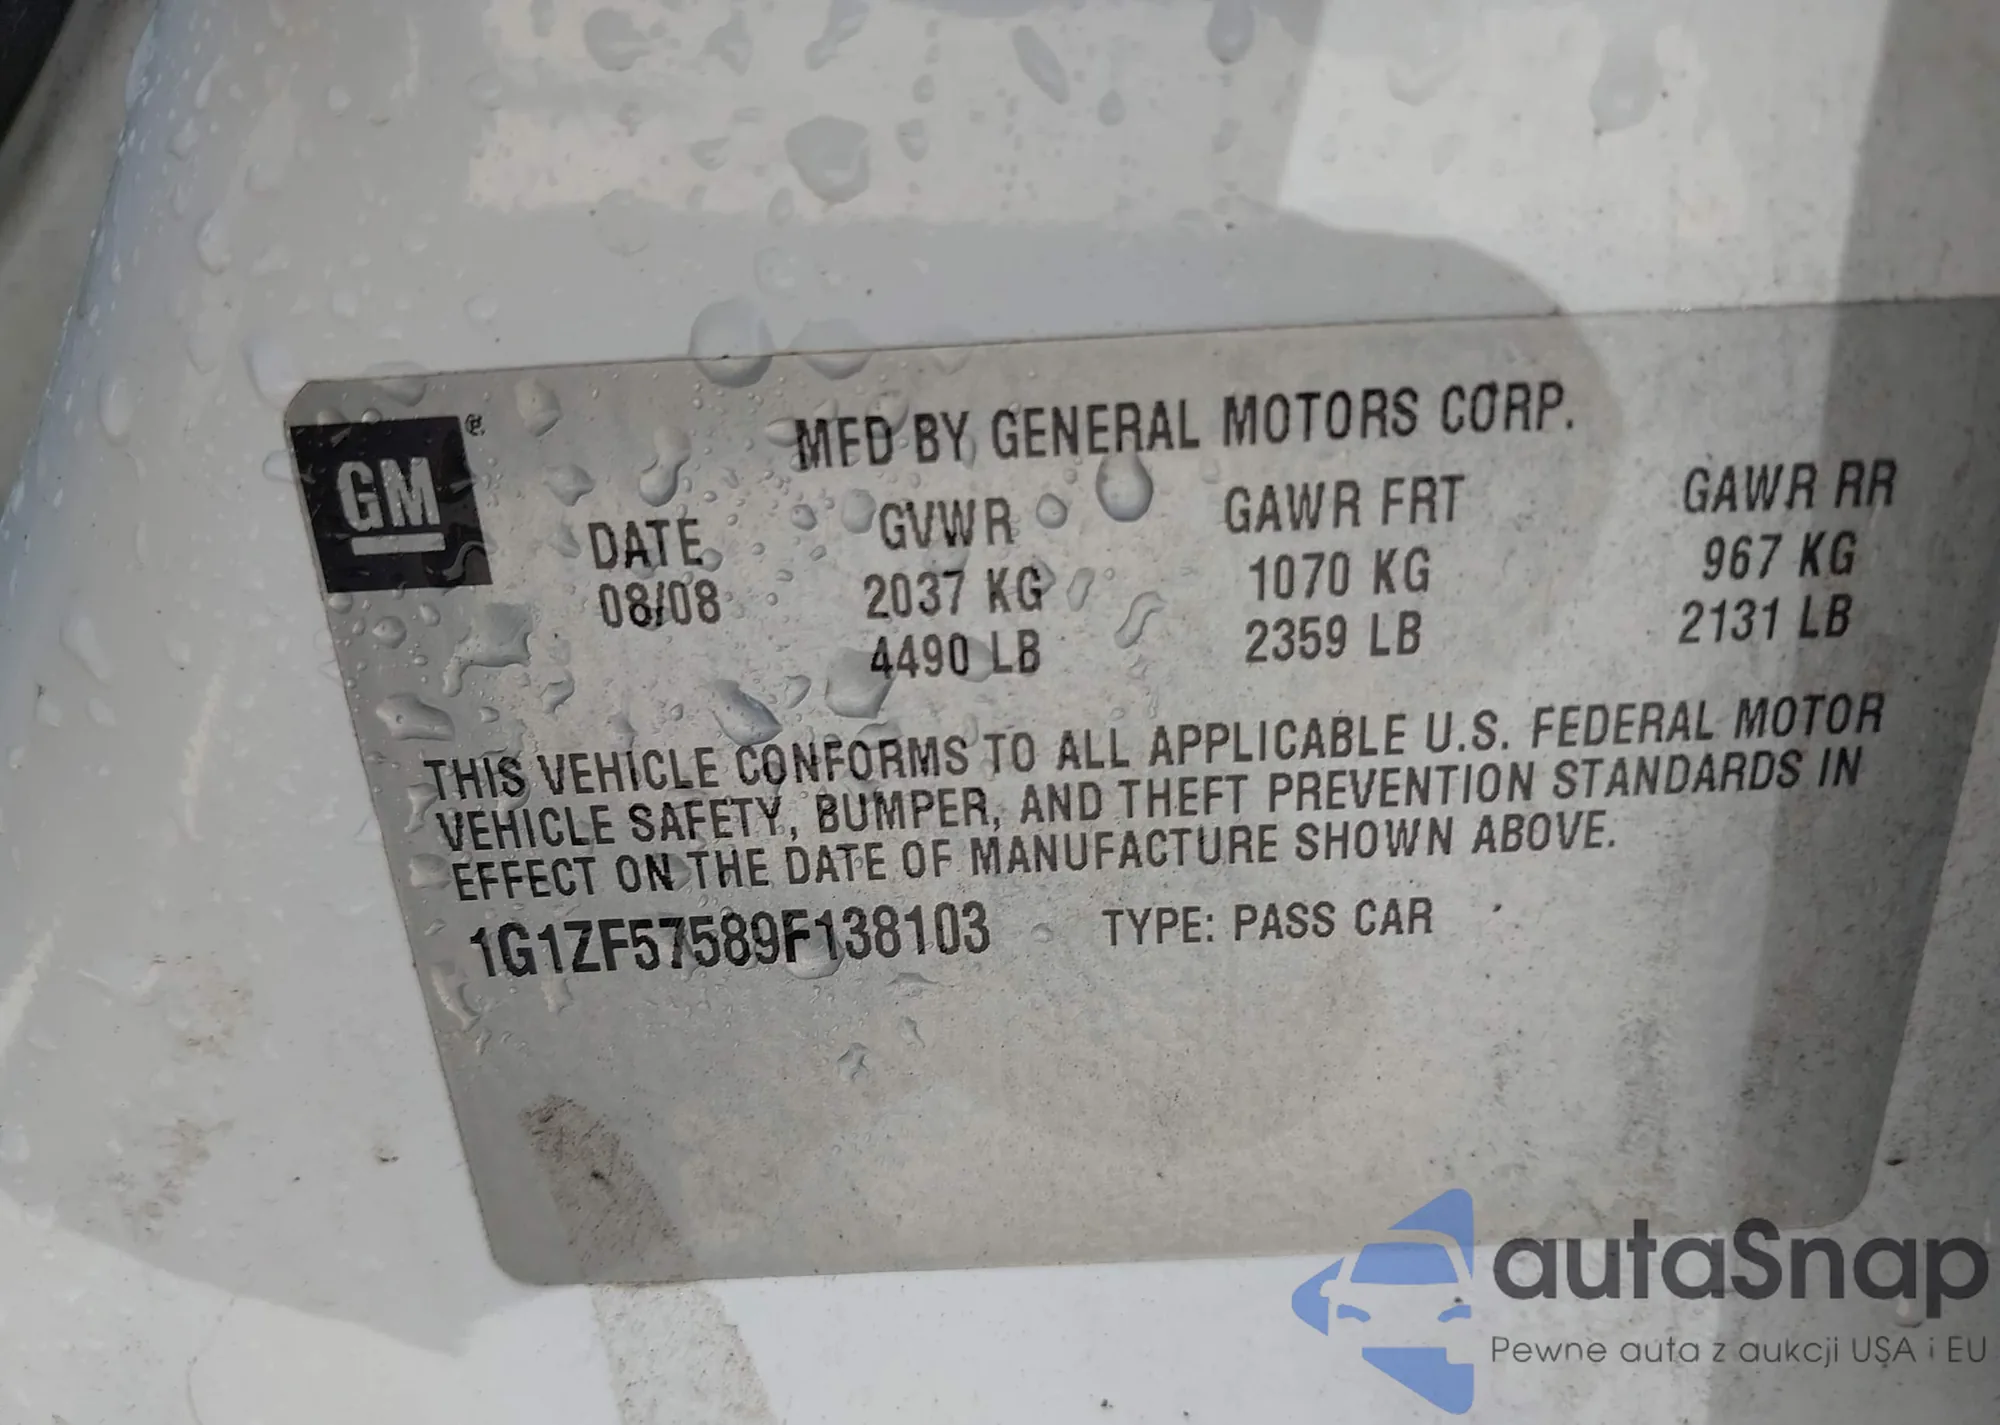 GM ®
MFD BY GENERAL MOTORS CORP.
DATE GVWR GAWR FRT GAWR RR
08/08 2037 KG 1070 KG 967 KG
4490 LB 2359 LB 2131 LB
THIS VEHICLE CONFORMS TO ALL APPLICABLE U.S. FEDERAL MOTOR
VEHICLE SAFETY, BUMPER, AND THEFT PREVENTION STANDARDS IN
EFFECT ON THE DATE OF MANUFACTURE SHOWN ABOVE.
1G1ZF57589F138103 TYPE: PASS CAR
autaSnap
Pewne auta z aukcji USA i EU